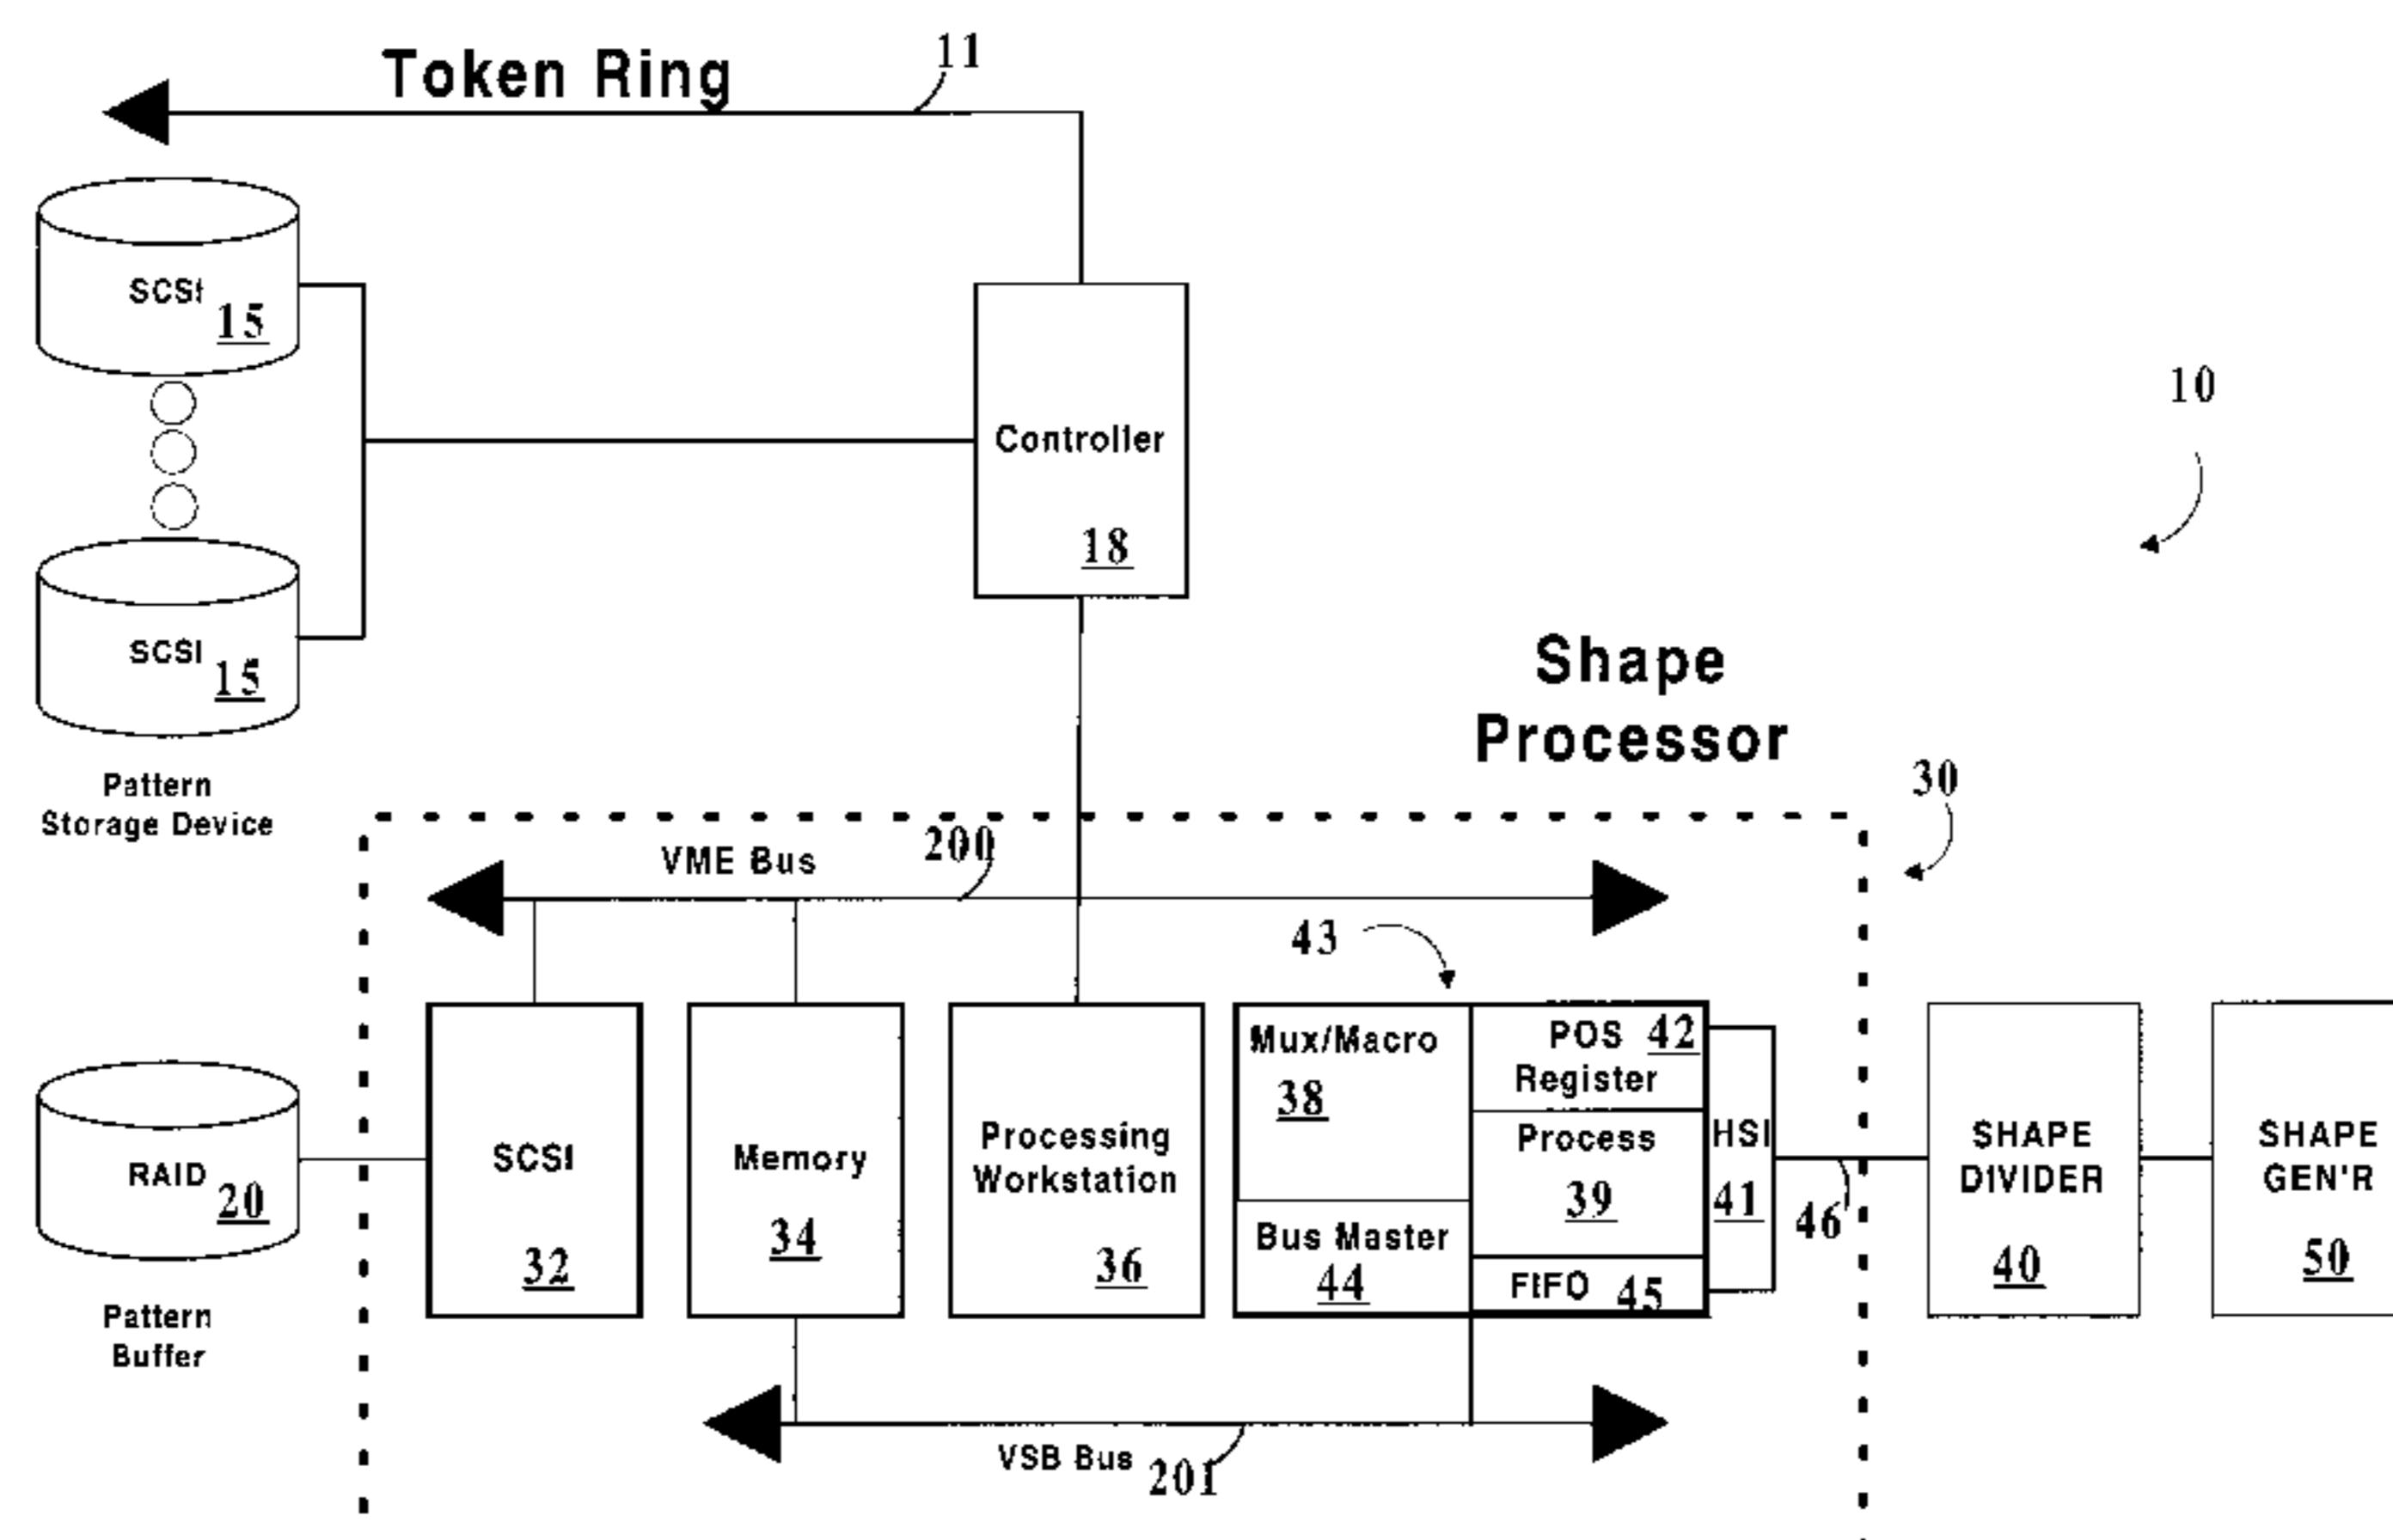 Token Ring
11
SCSI
15
SCSI
15
Pattern
Storage Device
Controller
18
10
Shape
Processor
30
VME Bus
200
43
RAID
20
Pattern
Buffer
SCSI
32
Memory
34
Processing
Workstation
36
Mux/Macro
38
Bus Master
44
POS 42
Register
Process
39
FIFO 45
HSI
41
46
SHAPE
DIVIDER
40
SHAPE
GEN'R
50
VSB Bus
201